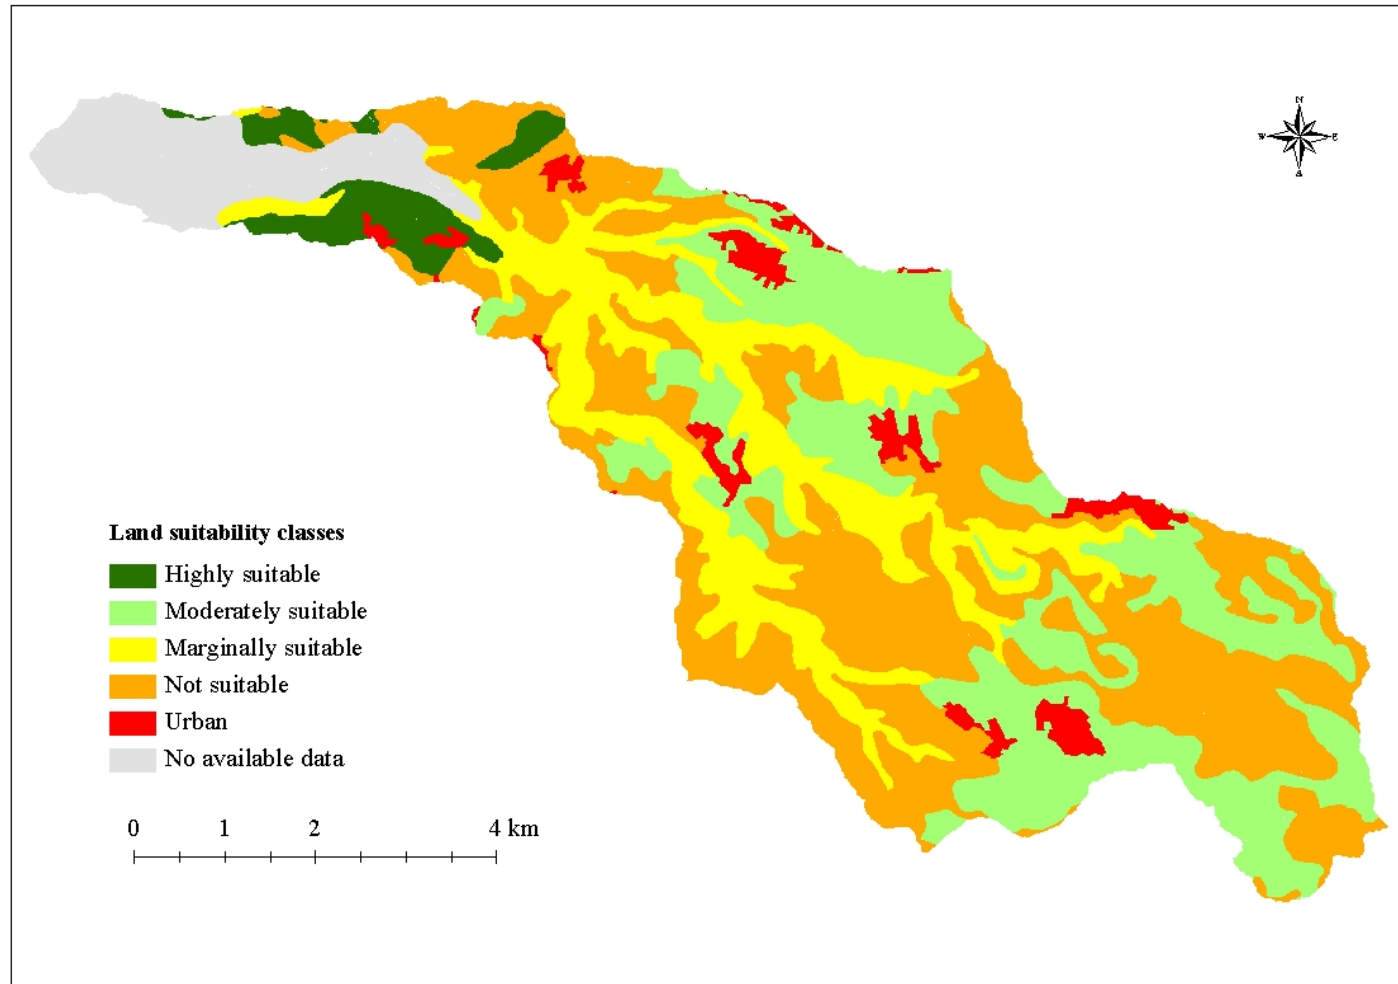 N
W
E
Land suitability classes
Highly suitable
Moderately suitable
Marginally suitable
Not suitable
Urban
No available data
0 1 2 4 km